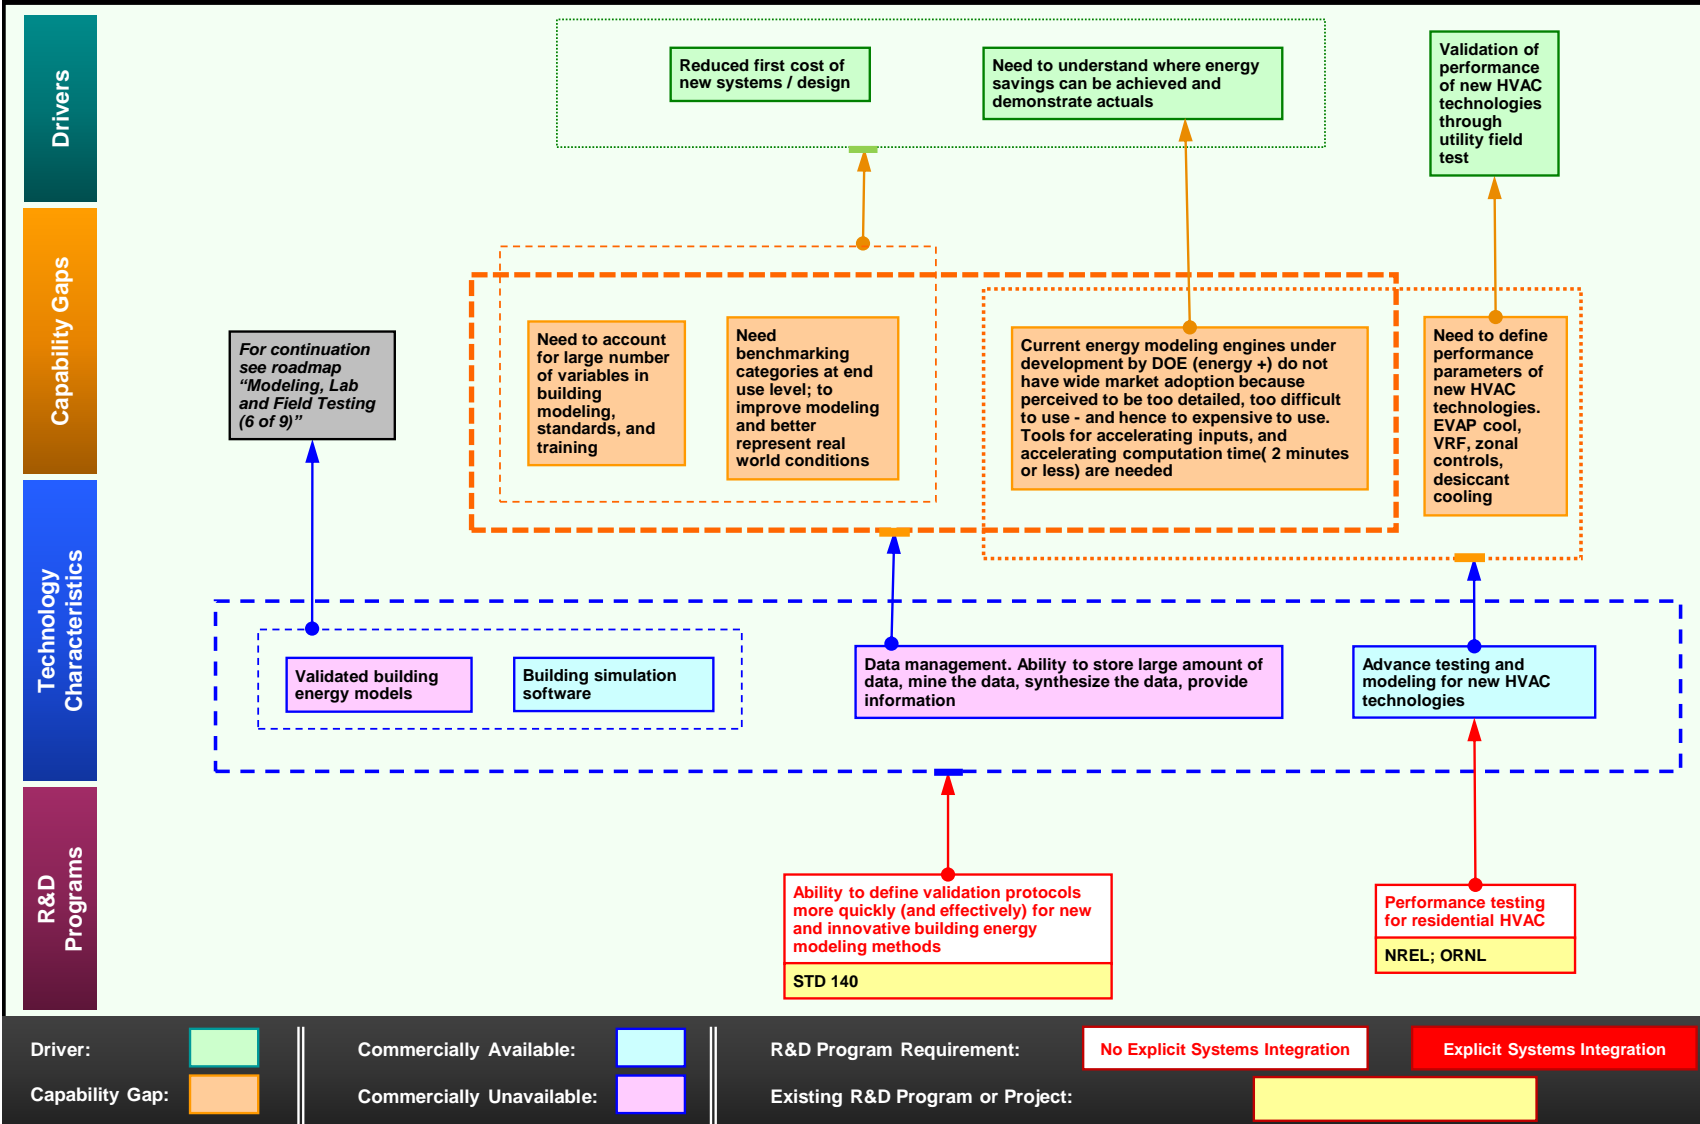 Drivers
Reduced first cost of
new systems / design
Need to understand where energy
savings can be achieved and
demonstrate actuals
Validation of
performance
of new HVAC
technologies
through
utility field
test
Capability Gaps
For continuation
see roadmap
“Modeling, Lab
and Field Testing
(6 of 9)”
Need to account
for large number
of variables in
building
modeling,
standards, and
training
Need
benchmarking
categories at end
use level; to
improve modeling
and better
represent real
world conditions
Current energy modeling engines under
development by DOE (energy +) do not
have wide market adoption because
perceived to be too detailed, too difficult
to use - and hence to expensive to use.
Tools for accelerating inputs, and
accelerating computation time( 2 minutes
or less) are needed
Need to define
performance
parameters of
new HVAC
technologies.
EVAP cool,
VRF, zonal
controls,
desiccant
cooling
Technology
Characteristics
Validated building
energy models
Building simulation
software
Data management. Ability to store large amount of
data, mine the data, synthesize the data, provide
information
Advance testing and
modeling for new HVAC
technologies
R&D
Programs
Ability to define validation protocols
more quickly (and effectively) for new
and innovative building energy
modeling methods
STD 140
Performance testing
for residential HVAC
NREL; ORNL
Driver:
Capability Gap:
Commercially Available:
Commercially Unavailable:
R&D Program Requirement:
No Explicit Systems Integration
Explicit Systems Integration
Existing R&D Program or Project: